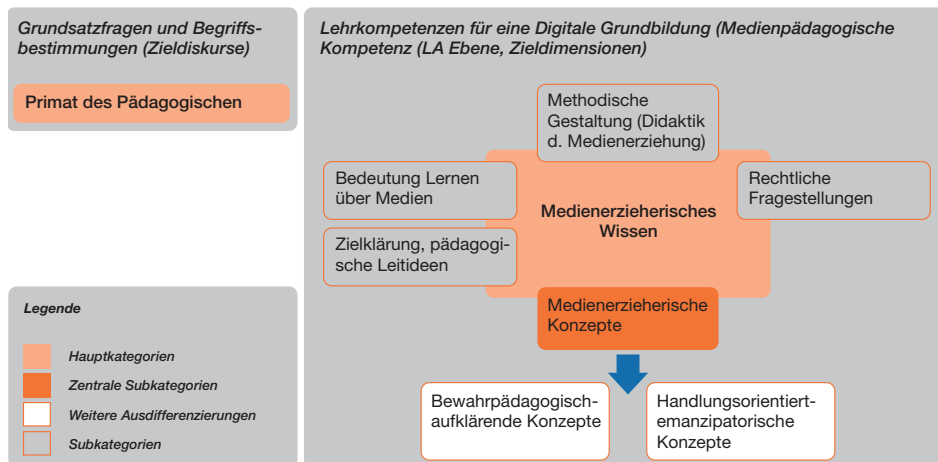 Grundsatzfragen und Begriffs-
bestimmungen (Zieldiskurse)
Primat des Pädagogischen
Lehrkompetenzen für eine Digitale Grundbildung (Medienpädagogische
Kompetenz (LA Ebene, Zieldimensionen)
Methodische
Gestaltung (Didaktik
d. Medienerziehung)
Bedeutung Lernen
über Medien
Rechtliche
Fragestellungen
Medienerzieherisches
Wissen
Zielklärung, pädagogi-
sche Leitideen
Medienerzieherische
Konzepte
Bewahrpädagogisch-
aufklärende Konzepte
Handlungsorientiert-
emanzipatorische
Konzepte
Legende
Hauptkategorien
Zentrale Subkategorien
Weitere Ausdifferenzierungen
Subkategorien